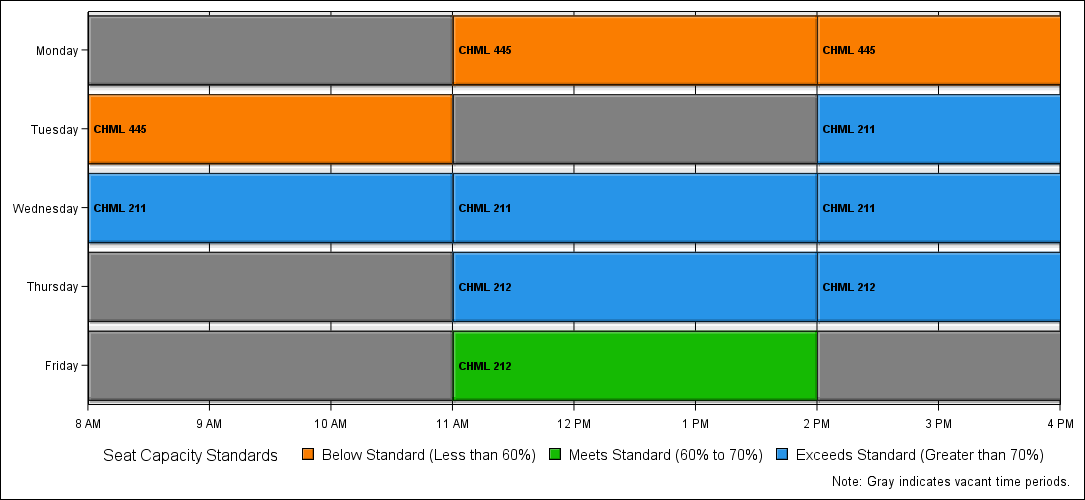 Monday
CHML 445
CHML 445
Tuesday
CHML 445
CHML 211
Wednesday
CHML 211
CHML 211
CHML 211
Thursday
CHML 212
CHML 212
Friday
CHML 212
8 AM 9 AM 10 AM 11 AM 12 PM 1 PM 2 PM 3 PM 4 PM
Seat Capacity Standards Below Standard (Less than 60%) Meets Standard (60% to 70%) Exceeds Standard (Greater than 70%)
Note: Gray indicates vacant time periods.